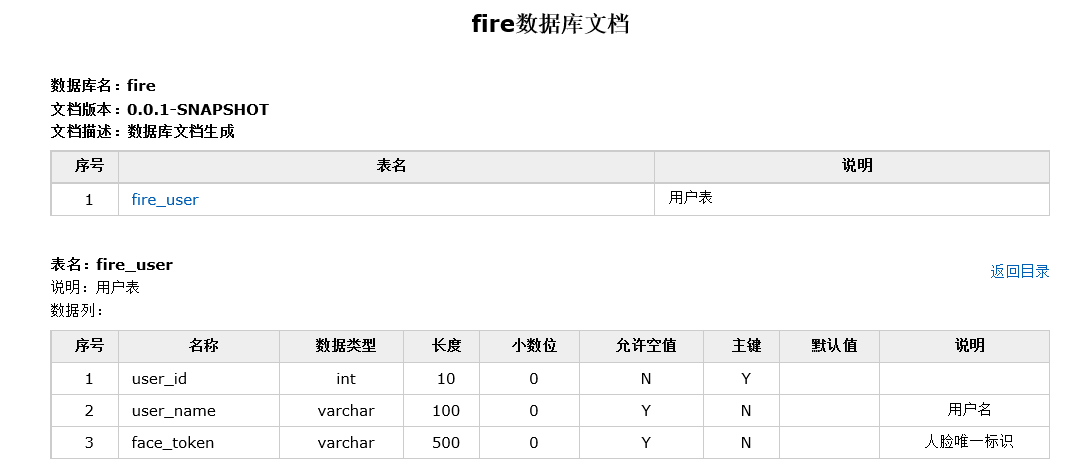 fire数据库文档
数据库名：fire
文档版本：0.0.1-SNAPSHOT
文档描述：数据库文档生成
序号 表名 说明
1 fire_user 用户表
表名：fire_user
返回目录
说明：用户表
数据列：
序号 名称 数据类型 长度 小数位 允许空值 主键 默认值 说明
1 user_id int 10 0 N Y
2 user_name varchar 100 0 Y N 用户名
3 face_token varchar 500 0 Y N 人脸唯一标识